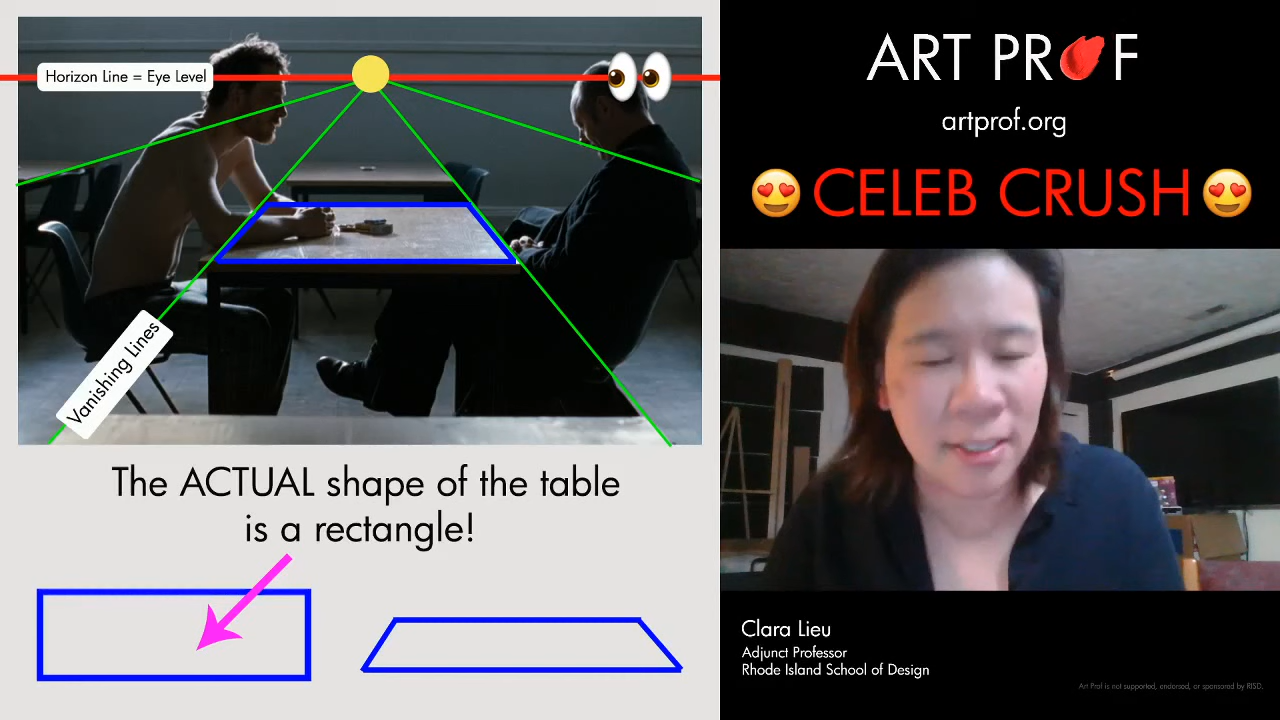 Horizon Line = Eye Level
Vanishing Lines
The ACTUAL shape of the table
is a rectangle!
ART PROF
artprof.org
CELEB CRUSH
Clara Lieu
Adjunct Professor
Rhode Island School of Design
Art Prof is not supported, endorsed, or sponsored by RISD.